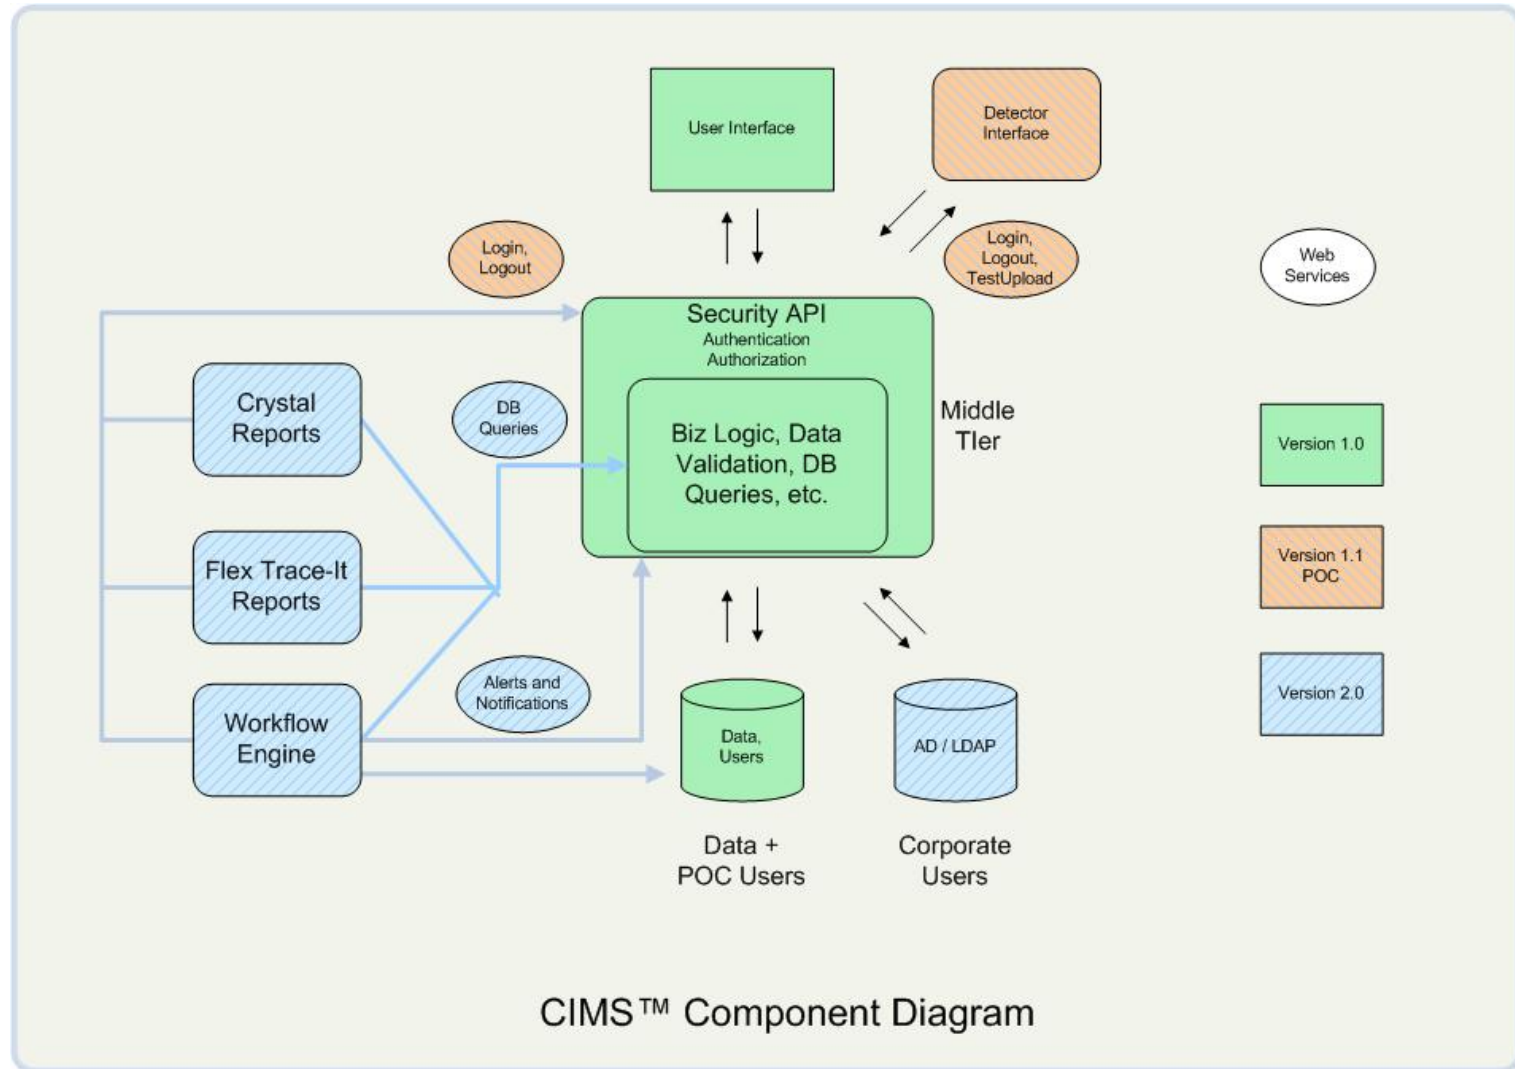 User Interface
Detector
Interface
Login,
Logout
Login,
Logout,
TestUpload
Web
Services
Security API
Authentication
Authorization
Crystal
Reports
DB
Queries
Middle
TIer
Biz Logic, Data
Validation, DB
Queries, etc.
Version 1.0
Flex Trace-It
Reports
Version 1.1
POC
Workflow
Engine
Alerts and
Notifications
Data,
Users
AD / LDAP
Version 2.0
Data +
POC Users
Corporate
Users
CIMS™ Component Diagram